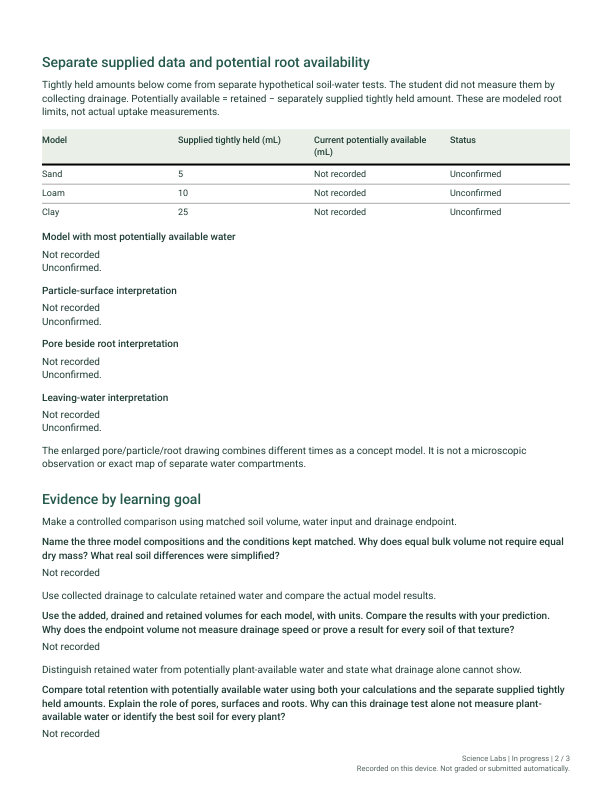 Separate supplied data and potential root availability
Tightly held amounts below come from separate hypothetical soil-water tests. The student did not measure them by
collecting drainage. Potentially available = retained − separately supplied tightly held amount. These are modeled root
limits, not actual uptake measurements.
Model Supplied tightly held (mL) Current potentially available (mL) Status
Sand 5 Not recorded Unconfirmed
Loam 10 Not recorded Unconfirmed
Clay 25 Not recorded Unconfirmed
Model with most potentially available water
Not recorded
Unconfirmed.
Particle-surface interpretation
Not recorded
Unconfirmed.
Pore beside root interpretation
Not recorded
Unconfirmed.
Leaving-water interpretation
Not recorded
Unconfirmed.
The enlarged pore/particle/root drawing combines different times as a concept model. It is not a microscopic
observation or exact map of separate water compartments.
Evidence by learning goal
Make a controlled comparison using matched soil volume, water input and drainage endpoint.
Name the three model compositions and the conditions kept matched. Why does equal bulk volume not require equal
dry mass? What real soil differences were simplified?
Not recorded
Use collected drainage to calculate retained water and compare the actual model results.
Use the added, drained and retained volumes for each model, with units. Compare the results with your prediction.
Why does the endpoint volume not measure drainage speed or prove a result for every soil of that texture?
Not recorded
Distinguish retained water from potentially plant-available water and state what drainage alone cannot show.
Compare total retention with potentially available water using both your calculations and the separate supplied tightly
held amounts. Explain the role of pores, surfaces and roots. Why can this drainage test alone not measure plant-
available water or identify the best soil for every plant?
Not recorded
Science Labs | In progress | 2 / 3
Recorded on this device. Not graded or submitted automatically.